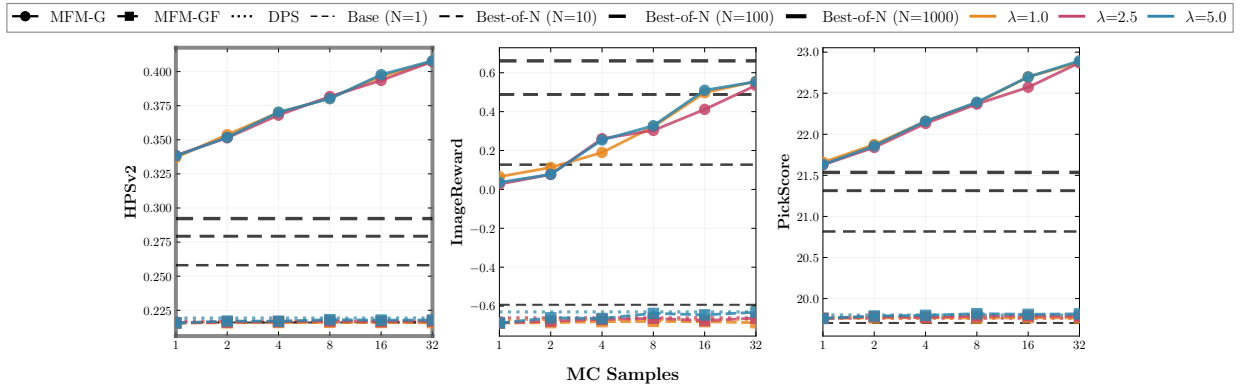 MFM-G MFM-GF DPS Base (N=1) Best-of-N (N=10) Best-of-N (N=100) Best-of-N (N=1000) λ=1.0 λ=2.5 λ=5.0
HPSv2
0.400
0.375
0.350
0.325
0.300
0.275
0.250
0.225
1 2 4 8 16 32
ImageReward
0.6
0.4
0.2
0.0
−0.2
−0.4
−0.6
1 2 4 8 16 32
PickScore
23.0
22.5
22.0
21.5
21.0
20.5
20.0
1 2 4 8 16 32
MC Samples